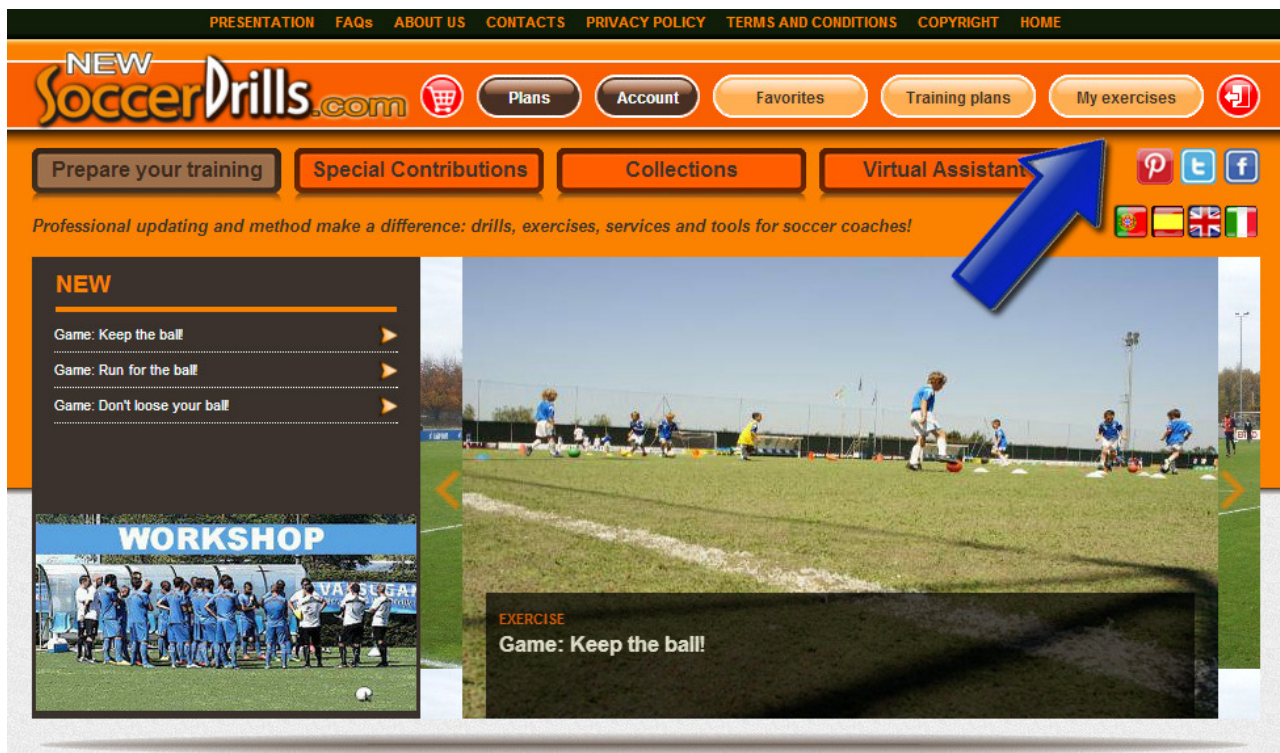 PRESENTATION FAQs ABOUT US CONTACTS PRIVACY POLICY TERMS AND CONDITIONS COPYRIGHT HOME
NEW
SoccerDrills.com
Plans Account Favorites Training plans My exercises
Prepare your training Special Contributions Collections Virtual Assistant
Professional updating and method make a difference: drills, exercises, services and tools for soccer coaches!
NEW
Game: Keep the ball!
Game: Run for the ball!
Game: Don't loose your ball!
WORKSHOP
EXERCISE
Game: Keep the ball!